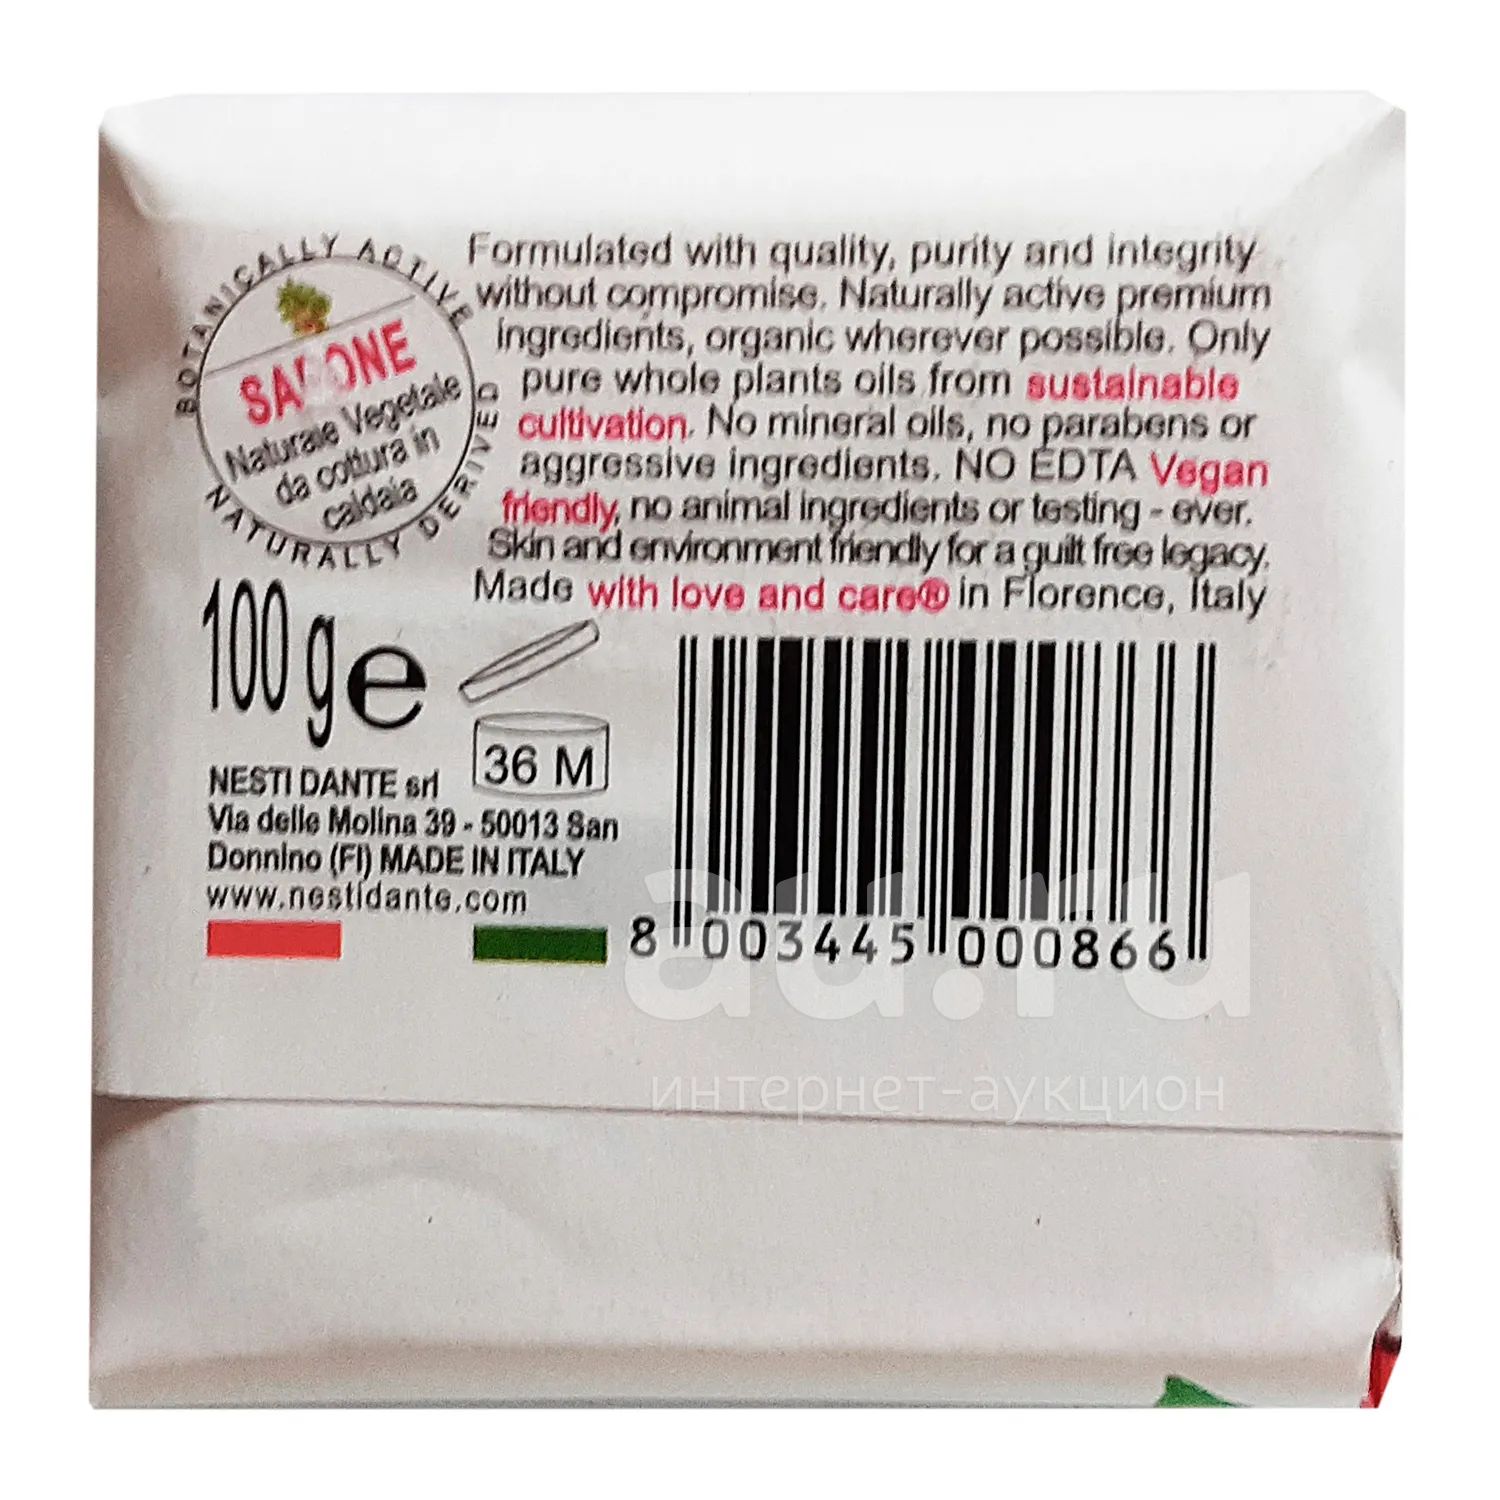 BOTANICALLY ACTIVE
NATURALLY DERIVED
SAPONE
Naturale Vegetale
da cottura in
caldaia
Formulated with quality, purity and integrity
without compromise. Naturally active premium
ingredients, organic wherever possible. Only
pure whole plants oils from sustainable
cultivation. No mineral oils, no parabens or
aggressive ingredients. NO EDTA Vegan
friendly, no animal ingredients or testing - ever.
Skin and environment friendly for a guilt free legacy.
Made with love and care® in Florence, Italy
100 g e
36 M
NESTI DANTE srl
Via delle Molina 39 - 50013 San
Donnino (FI) MADE IN ITALY
www.nestidante.com
8 003445 000866
au.ru
интернет-аукцион